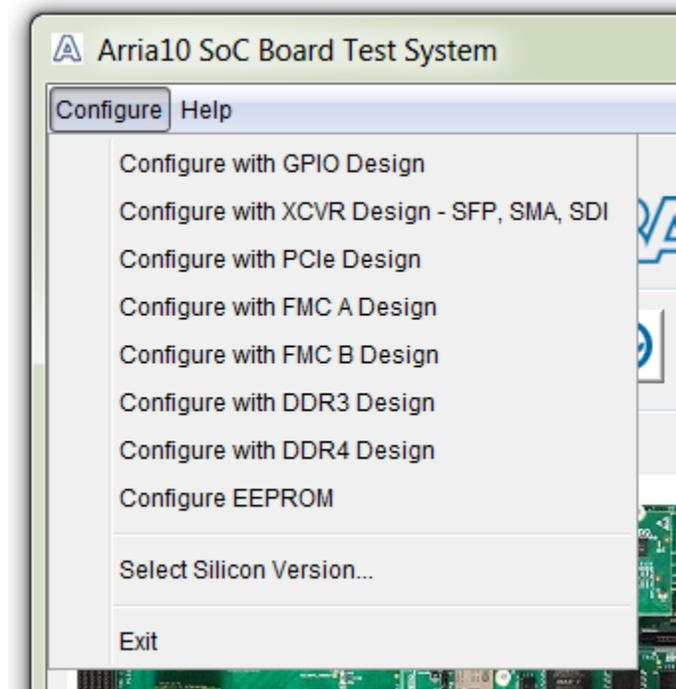 Arria10 SoC Board Test System
Configure Help
Configure with GPIO Design
Configure with XCVR Design - SFP, SMA, SDI
Configure with PCIe Design
Configure with FMC A Design
Configure with FMC B Design
Configure with DDR3 Design
Configure with DDR4 Design
Configure EEPROM
Select Silicon Version...
Exit